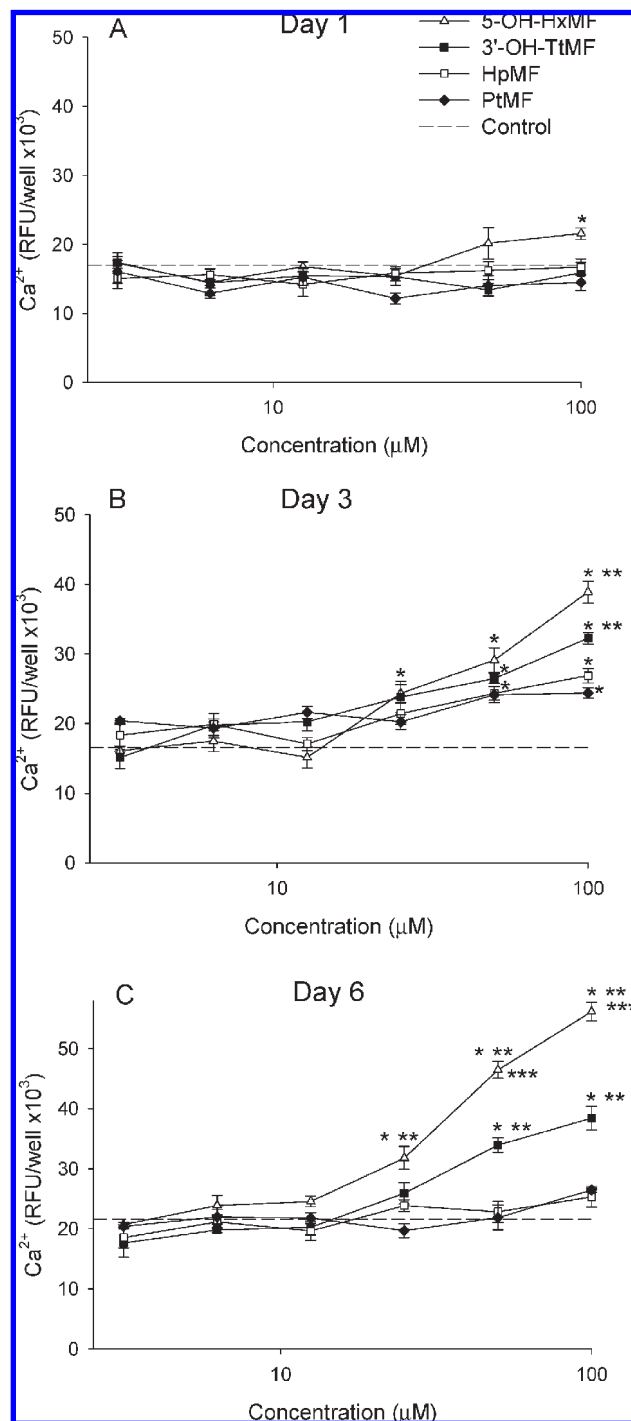 A Day 1
5-OH-HxMF
3'-OH-TtMF
HpMF
PtMF
Control
Ca2+ (RFU/well x10³)
50
40
30
20
10
0
*
10 100
Concentration (µM)
B Day 3
Ca2+ (RFU/well x10³)
50
40
30
20
10
0
* **
* **
*
*
*
*
*
*
10 100
Concentration (µM)
C Day 6
Ca2+ (RFU/well x10³)
50
40
30
20
10
0
* **
***
* **
***
* **
* **
* **
10 100
Concentration (µM)